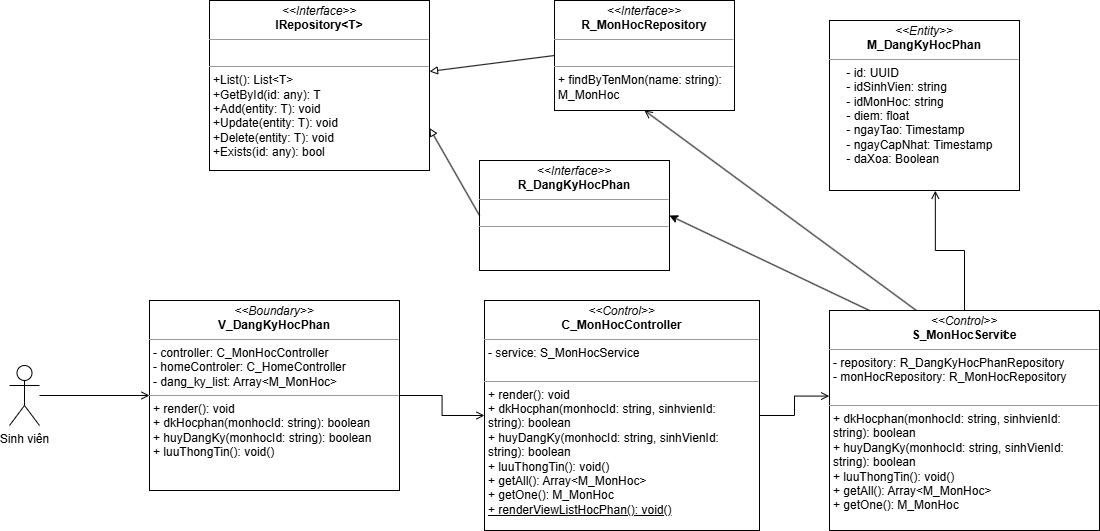 <<Interface>>
IRepository<T>
+List(): List<T>
+GetById(id: any): T
+Add(entity: T): void
+Update(entity: T): void
+Delete(entity: T): void
+Exists(id: any): bool
<<Interface>>
R_MonHocRepository
+ findByTenMon(name: string):
M_MonHoc
<<Entity>>
M_DangKyHocPhan
- id: UUID
- idSinhVien: string
- idMonHoc: string
- diem: float
- ngayTao: Timestamp
- ngayCapNhat: Timestamp
- daXoa: Boolean
<<Interface>>
R_DangKyHocPhan
Sinh viên
<<Boundary>>
V_DangKyHocPhan
- controller: C_MonHocController
- homeControler: C_HomeController
- dang_ky_list: Array<M_MonHoc>
+ render(): void
+ dkHocphan(monhocId: string): boolean
+ huyDangKy(monhocId: string): boolean
+ luuThongTin(): void()
<<Control>>
C_MonHocController
- service: S_MonHocService
+ render(): void
+ dkHocphan(monhocId: string, sinhvienId:
string): boolean
+ huyDangKy(monhocId: string, sinhVienId:
string): boolean
+ luuThongTin(): void()
+ getAll(): Array<M_MonHoc>
+ getOne(): M_MonHoc
+ renderViewListHocPhan(): void()
<<Control>>
S_MonHocService
- repository: R_DangKyHocPhanRepository
- monHocRepository: R_MonHocRepository
+ dkHocphan(monhocId: string, sinhvienId:
string): boolean
+ huyDangKy(monhocId: string, sinhVienId:
string): boolean
+ luuThongTin(): void()
+ getAll(): Array<M_MonHoc>
+ getOne(): M_MonHoc